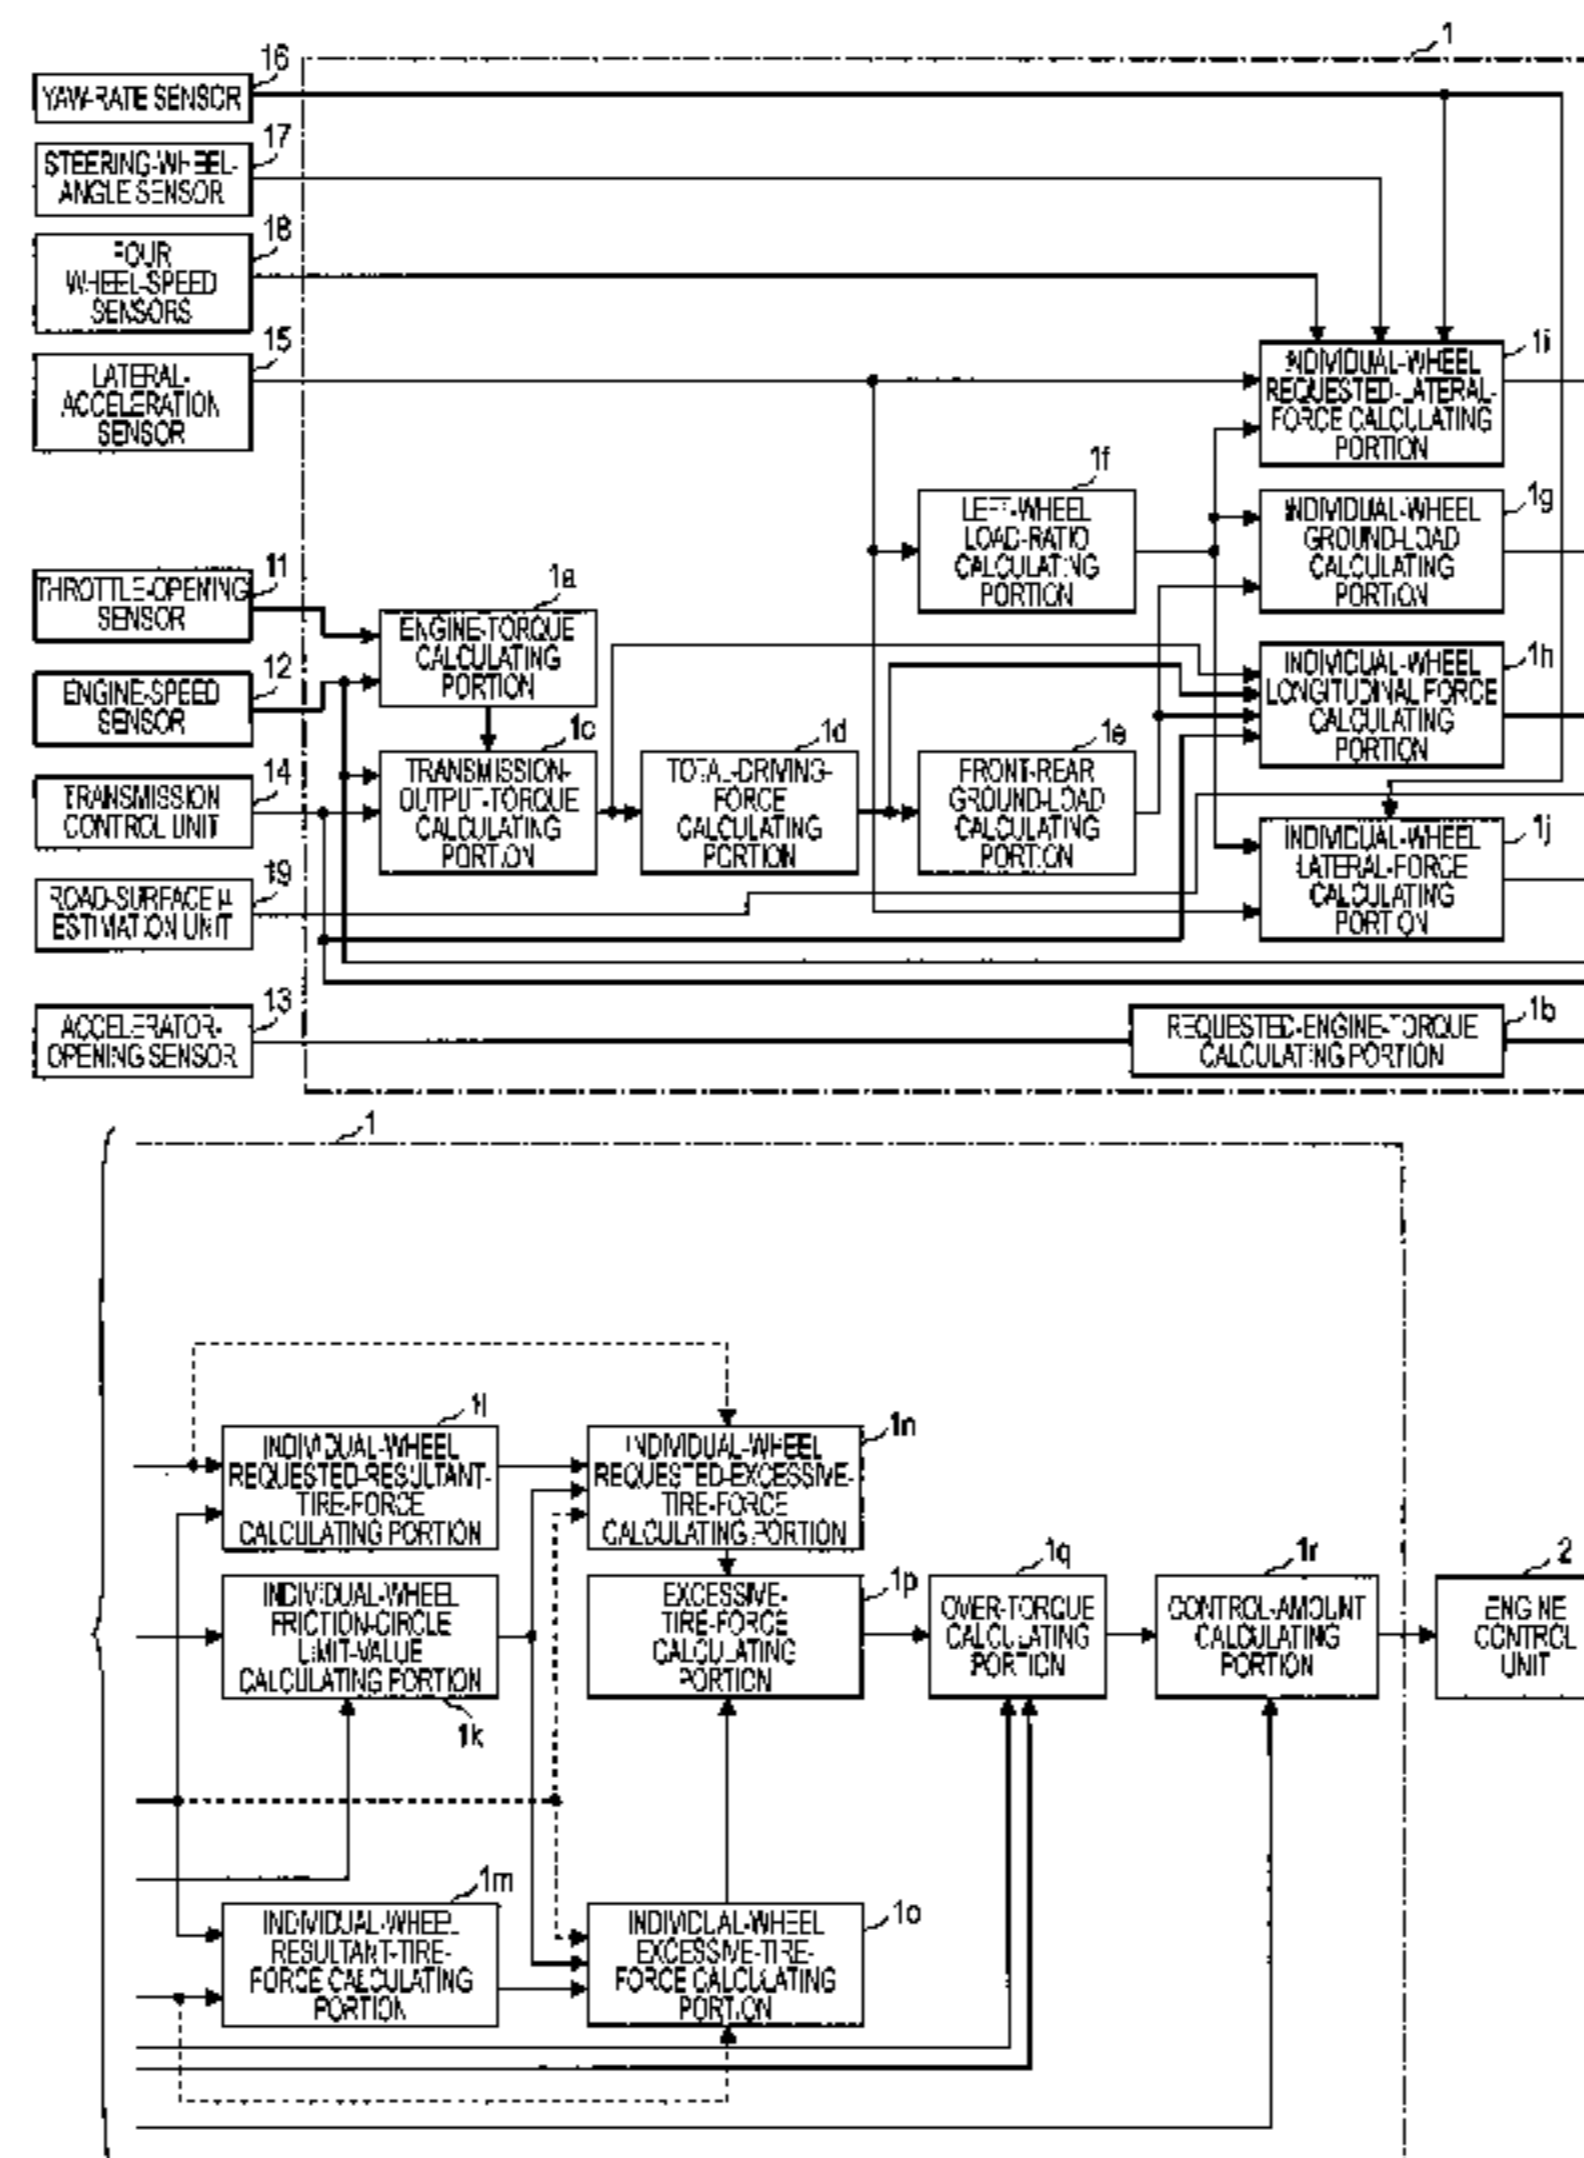 1
16
YAW-RATE SENSOR
17
STEERING-WHEEL-
ANGLE SENSOR
18
FOUR
WHEEL-SPEED
SENSORS
15
LATERAL-
ACCELERATION
SENSOR
1i
INDIVIDUAL-WHEEL
REQUESTED-LATERAL-
FORCE CALCULATING
PORTION
1f
LEFT-WHEEL
LOAD-RATIO
CALCULATING
PORTION
1g
INDIVIDUAL-WHEEL
GROUND-LOAD
CALCULATING
PORTION
11
THROTTLE-OPENING
SENSOR
1a
ENGINE-TORQUE
CALCULATING
PORTION
12
ENGINE-SPEED
SENSOR
1h
INDIVIDUAL-WHEEL
LONGITUDINAL FORCE
CALCULATING
PORTION
14
TRANSMISSION
CONTROL UNIT
1c
TRANSMISSION-
OUTPUT-TORQUE
CALCULATING
PORTION
1d
TOTAL-DRIVING-
FORCE
CALCULATING
PORTION
1e
FRONT-REAR
GROUND-LOAD
CALCULATING
PORTION
1j
INDIVIDUAL-WHEEL
LATERAL-FORCE
CALCULATING
PORTION
19
ROAD-SURFACE μ
ESTIMATION UNIT
13
ACCELERATOR-
OPENING SENSOR
1b
REQUESTED-ENGINE-TORQUE
CALCULATING PORTION
1
1l
INDIVIDUAL-WHEEL
REQUESTED-RESULTANT-
TIRE-FORCE
CALCULATING PORTION
1n
INDIVIDUAL-WHEEL
REQUESTED-EXCESSIVE-
TIRE-FORCE
CALCULATING PORTION
INDIVIDUAL-WHEEL
FRICTION-CIRCLE
LIMIT-VALUE
CALCULATING PORTION
1k
1p
EXCESSIVE-
TIRE-FORCE
CALCULATING
PORTION
1q
OVER-TORQUE
CALCULATING
PORTION
1r
CONTROL-AMOUNT
CALCULATING
PORTION
2
ENGINE
CONTROL
UNIT
1m
INDIVIDUAL-WHEEL
RESULTANT-TIRE-
FORCE CALCULATING
PORTION
1o
INDIVIDUAL-WHEEL
EXCESSIVE-TIRE-
FORCE CALCULATING
PORTION